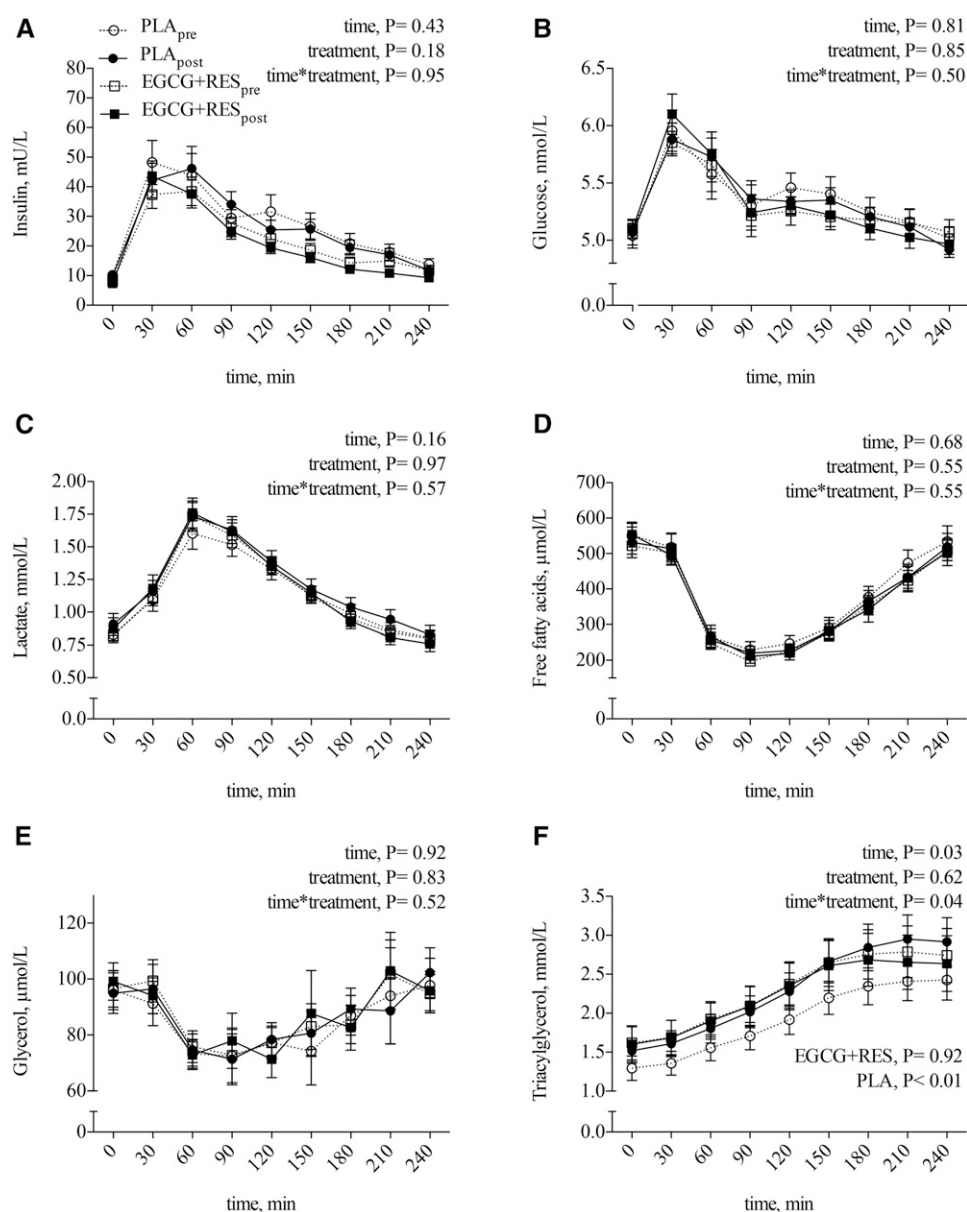 A
PLApre
PLApost
EGCG+RESpre
EGCG+RESpost
time, P= 0.43
treatment, P= 0.18
time*treatment, P= 0.95
80
70
60
50
40
30
20
10
0
Insulin, mU/L
0 30 60 90 120 150 180 210 240
time, min
B
time, P= 0.81
treatment, P= 0.85
time*treatment, P= 0.50
6.5
6.0
5.5
5.0
0.0
Glucose, nmol/L
0 30 60 90 120 150 180 210 240
time, min
C
time, P= 0.16
treatment, P= 0.97
time*treatment, P= 0.57
2.00
1.75
1.50
1.25
1.00
0.75
0.50
0.0
Lactate, mmol/L
0 30 60 90 120 150 180 210 240
time, min
D
time, P= 0.68
treatment, P= 0.55
time*treatment, P= 0.55
700
600
500
400
300
200
0
Free fatty acids, µmol/L
0 30 60 90 120 150 180 210 240
time, min
E
time, P= 0.92
treatment, P= 0.83
time*treatment, P= 0.52
120
100
80
60
0
Glycerol, µmol/L
0 30 60 90 120 150 180 210 240
time, min
F
time, P= 0.03
treatment, P= 0.62
time*treatment, P= 0.04
3.5
3.0
2.5
2.0
1.5
1.0
0.0
Triacylglycerol, mmol/L
EGCG+RES, P= 0.92
PLA, P< 0.01
0 30 60 90 120 150 180 210 240
time, min